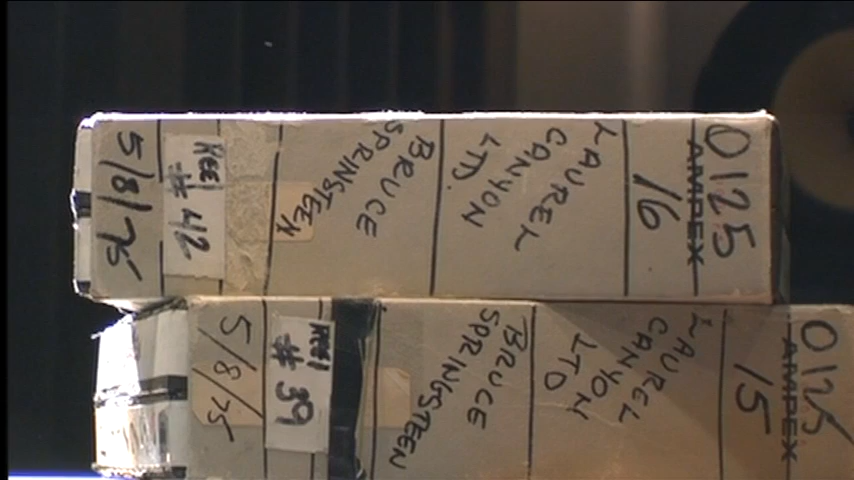 5/8/75
REEl
# 42
BRUCE
SPRINSTEEN
LAUREL
CANYON
LTD.
16
0125
AMPEX
5/8/75
REEl
# 39
BRUCE
SPRINGSTEEN
LAUREL
CANYON
LTD
15
0125
AMPEX